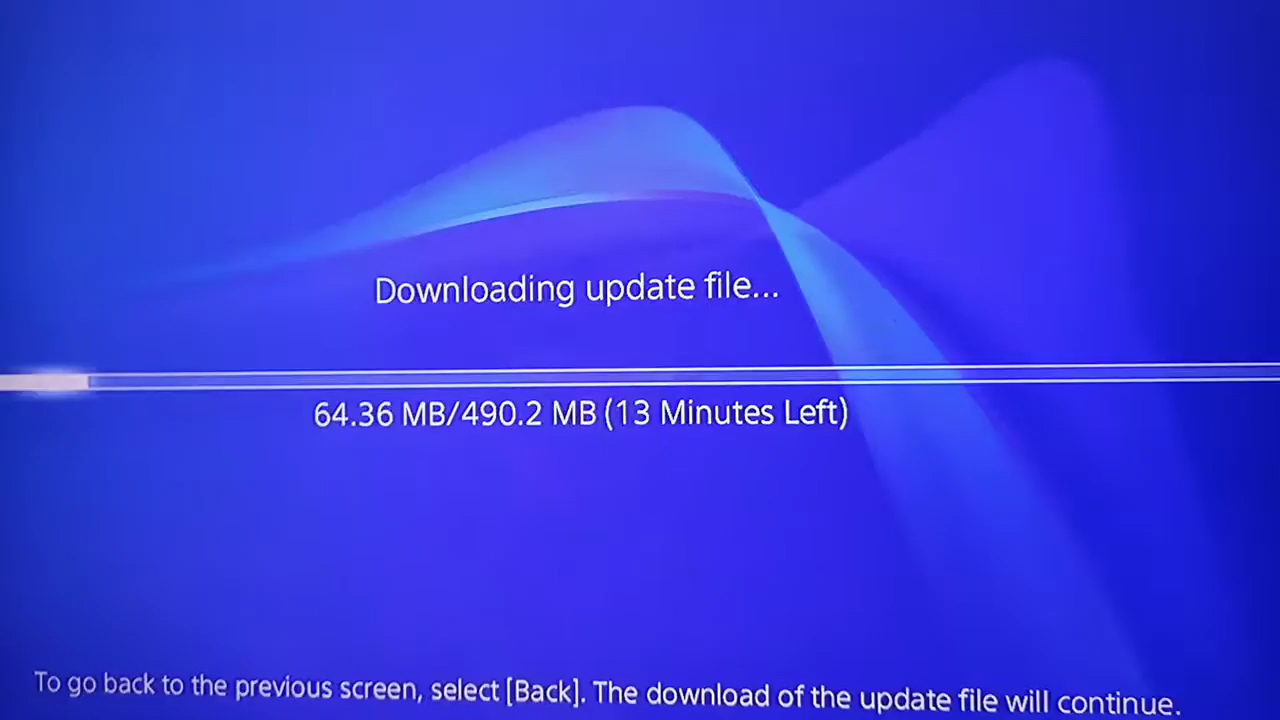 Downloading update file...
64.36 MB/490.2 MB (13 Minutes Left)
To go back to the previous screen, select [Back]. The download of the update file will continue.